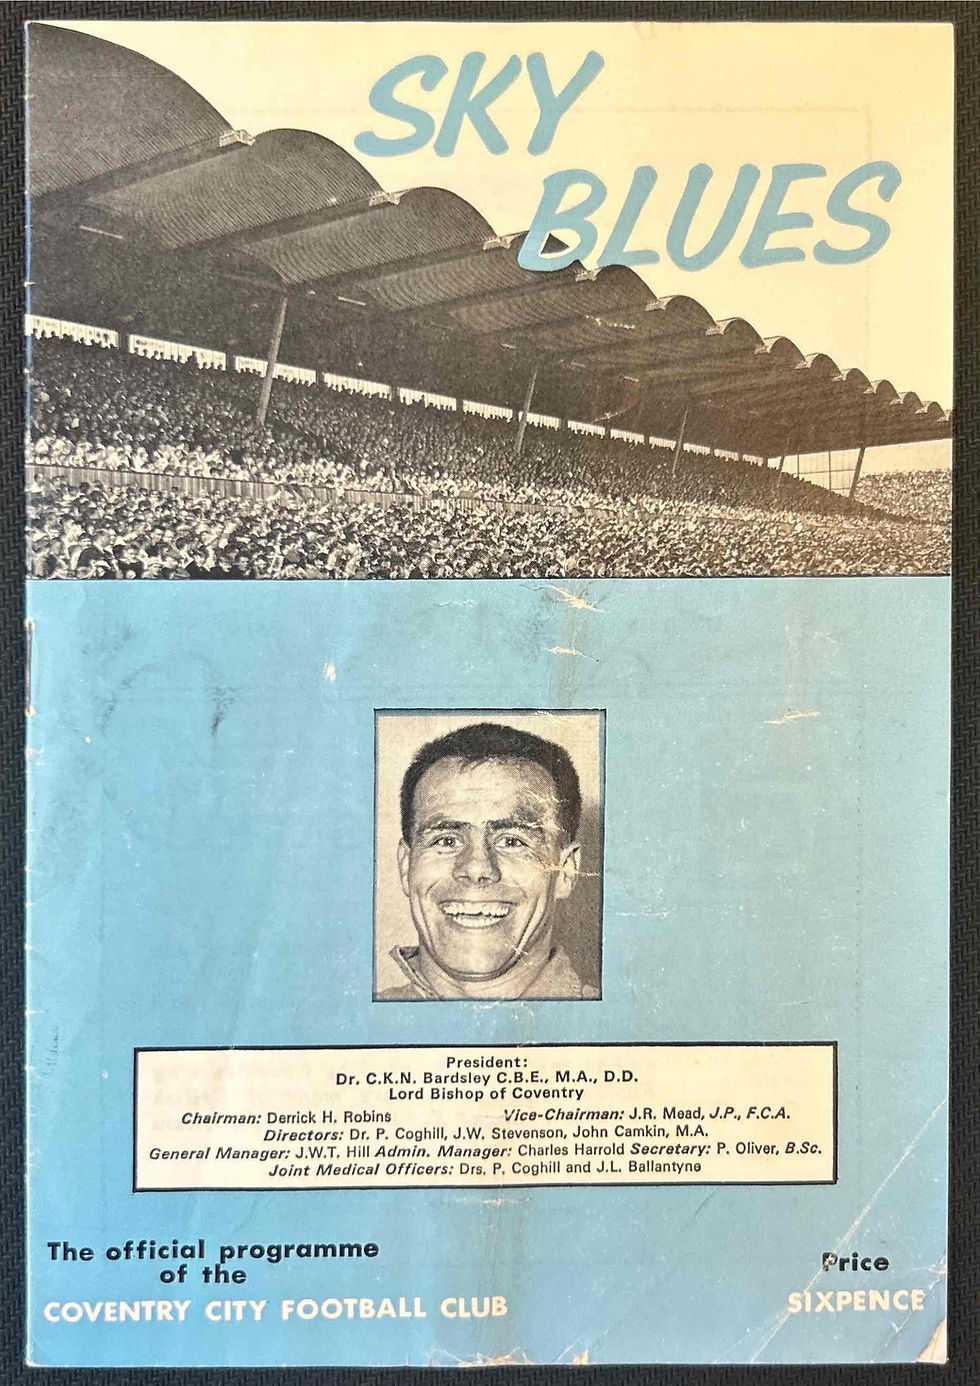 SKY
BLUES
President:
Dr. C.K.N. Bardsley C.B.E., M.A., D.D.
Lord Bishop of Coventry
Chairman: Derrick H. Robins Vice-Chairman: J.R. Mead, J.P., F.C.A.
Directors: Dr. P. Coghill, J.W. Stevenson, John Camkin, M.A.
General Manager: J.W.T. Hill Admin. Manager: Charles Harrold Secretary: P. Oliver, B.Sc.
Joint Medical Officers: Drs. P. Coghill and J.L. Ballantyne
The official programme
of the
COVENTRY CITY FOOTBALL CLUB
Price
SIXPENCE